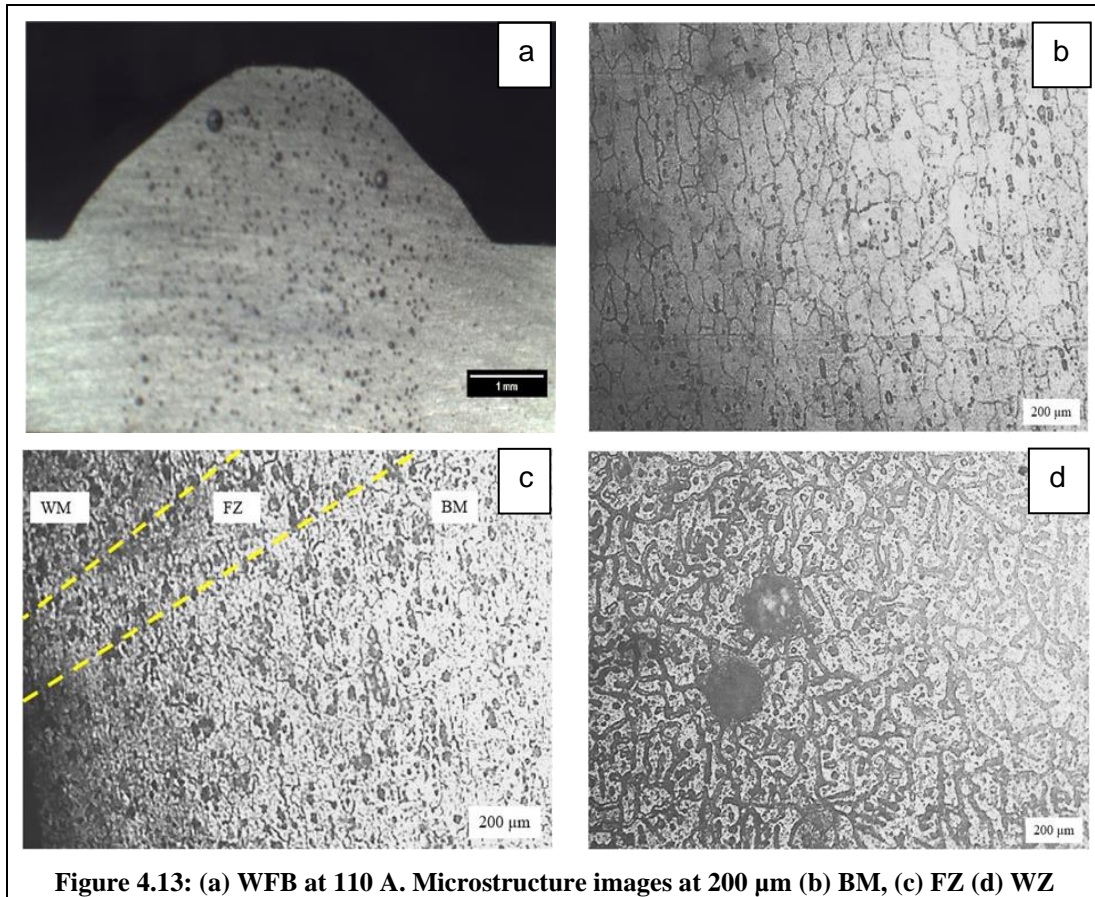 a
b
1 mm
200 μm
c
WM
FZ
BM
200 μm
d
200 μm
Figure 4.13: (a) WFB at 110 A. Microstructure images at 200 μm (b) BM, (c) FZ (d) WZ